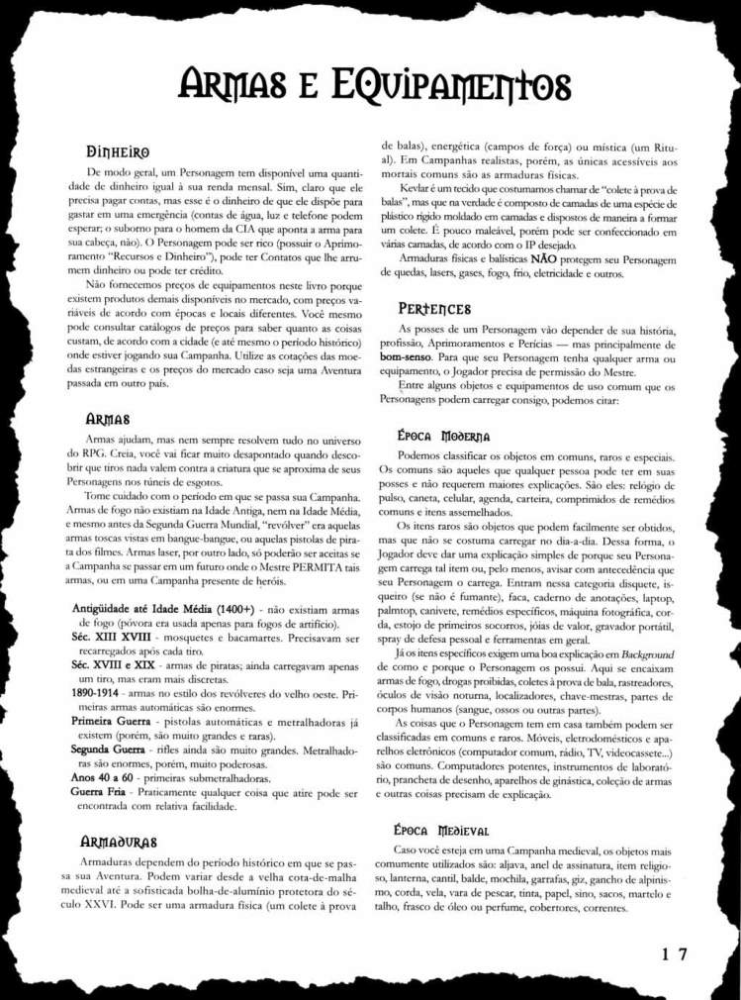 Armas e Equipamentos
Dinheiro
De modo geral, um Personagem tem disponível uma quanti-
dade de dinheiro igual à sua renda mensal. Sim, claro que ele
precisa pagar contas, mas esse é o dinheiro de que ele dispõe para
gastar em uma emergência (contas de água, luz e telefone podem
esperar; o suborno para o homem da CIA que aponta a arma para
sua cabeça, não). O Personagem pode ser rico (possuir o Aprimo-
ramento “Recursos e Dinheiro”), pode ter Contatos que lhe arru-
mem dinheiro ou pode ter crédito.
Não fornecemos preços de equipamentos neste livro porque
existem produtos demais disponíveis no mercado, com preços va-
riáveis de acordo com épocas e locais diferentes. Você mesmo
pode consultar catálogos de preços para saber quanto as coisas
custam, de acordo com a cidade (e até mesmo o período histórico)
onde estiver jogando sua Campanha. Utilize as cotações das moe-
das estrangeiras e os preços do mercado caso seja uma Aventura
passada em outro país.
Armas
Armas ajudam, mas nem sempre resolvem tudo no universo
do RPG. Creia, você vai ficar muito desapontado quando desco-
brir que tiros nada valem contra a criatura que se aproxima de seus
Personagens nos túneis de esgotos.
Tome cuidado com o período em que se passa sua Campanha.
Armas de fogo não existiam na Idade Antiga, nem na Idade Média,
e mesmo antes da Segunda Guerra Mundial, “revólver” era aquelas
armas toscas vistas em bangue-bangue, ou aquelas pistolas de pira-
ta dos filmes. Armas laser, por outro lado, só poderão ser aceitas se
a Campanha se passar em um futuro onde o Mestre PERMITA tais
armas, ou em uma Campanha presente de heróis.
Antigüidade até Idade Média (1400+) - não existiam armas
de fogo (póvora era usada apenas para fogos de artifício).
Séc. XIII XVIII - mosquetes e bacamartes. Precisavam ser
recarregados após cada tiro.
Séc. XVIII e XIX - armas de piratas; ainda carregavam apenas
um tiro, mas eram mais discretas.
1890-1914 - armas no estilo dos revólveres do velho oeste. Pri-
meiras armas automáticas são enormes.
Primeira Guerra - pistolas automáticas e metralhadoras já
existem (porém, são muito grandes e raras).
Segunda Guerra - rifles ainda são muito grandes. Metralhado-
ras são enormes, porém, muito poderosas.
Anos 40 a 60 - primeiras submetralhadoras.
Guerra Fria - Praticamente qualquer coisa que atire pode ser
encontrada com relativa facilidade.
Armaduras
Armaduras dependem do período histórico em que se pas-
sa sua Aventura. Podem variar desde a velha cota-de-malha
medieval até a sofisticada bolha-de-alumínio protetora do sé-
culo XXVI. Pode ser uma armadura física (um colete à prova
de balas), energética (campos de força) ou mística (um Ritu-
al). Em Campanhas realistas, porém, as únicas acessíveis aos
mortais comuns são as armaduras físicas.
Kevlar é um tecido que costumamos chamar de “colete à prova de
balas”, mas que na verdade é composto de camadas de uma espécie de
plástico rígido moldado em camadas e dispostos de maneira a formar
um colete. É pouco maleável, porém pode ser confeccionado em
várias camadas, de acordo com o IP desejado.
Armaduras físicas e balísticas NÃO protegem seu Personagem
de quedas, lasers, gases, fogo, frio, eletricidade e outros.
Pertences
As posses de um Personagem vão depender de sua história,
profissão, Aprimoramentos e Perícias — mas principalmente de
bom-senso. Para que seu Personagem tenha qualquer arma ou
equipamento, o Jogador precisa de permissão do Mestre.
Entre alguns objetos e equipamentos de uso comum que os
Personagens podem carregar consigo, podemos citar:
Época Moderna
Podemos classificar os objetos em comuns, raros e especiais.
Os comuns são aqueles que qualquer pessoa pode ter em suas
posses e não requerem maiores explicações. São eles: relógio de
pulso, caneta, celular, agenda, carteira, comprimidos de remédios
comuns e itens assemelhados.
Os itens raros são objetos que podem facilmente ser obtidos,
mas que não se costuma carregar no dia-a-dia. Dessa forma, o
Jogador deve dar uma explicação simples de porque seu Persona-
gem carrega tal item ou, pelo menos, avisar com antecedência que
seu Personagem o carrega. Entram nessa categoria disquete, is-
queiro (se não é fumante), faca, caderno de anotações, laptop,
palmtop, canivete, remédios específicos, máquina fotográfica, cor-
da, estojo de primeiros socorros, jóias de valor, gravador portátil,
spray de defesa pessoal e ferramentas em geral.
Já os itens específicos exigem uma boa explicação em Background
de como e porque o Personagem os possui. Aqui se encaixam
armas de fogo, drogas proibidas, coletes à prova de bala, rastreadores,
óculos de visão noturna, localizadores, chave-mestras, partes de
corpos humanos (sangue, ossos ou outras partes).
As coisas que o Personagem tem em casa também podem ser
classificadas em comuns e raros. Móveis, eletrodomésticos e apa-
relhos eletrônicos (computador comum, rádio, TV, videocassete...)
são comuns. Computadores potentes, instrumentos de laborató-
rio, prancheta de desenho, aparelhos de ginástica, coleção de armas
e outras coisas precisam de explicação.
Época Medieval
Caso você esteja em uma Campanha medieval, os objetos mais
comumente utilizados são: aljava, anel de assinatura, item religio-
so, lanterna, cantil, balde, mochila, garrafas, giz, gancho de alpinis-
mo, corda, vela, vara de pescar, tinta, papel, sino, sacos, martelo e
talho, frasco de óleo ou perfume, cobertores, correntes.
17